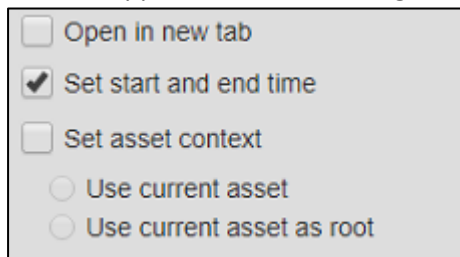 Open in new tab
Set start and end time
Set asset context
Use current asset
Use current asset as root